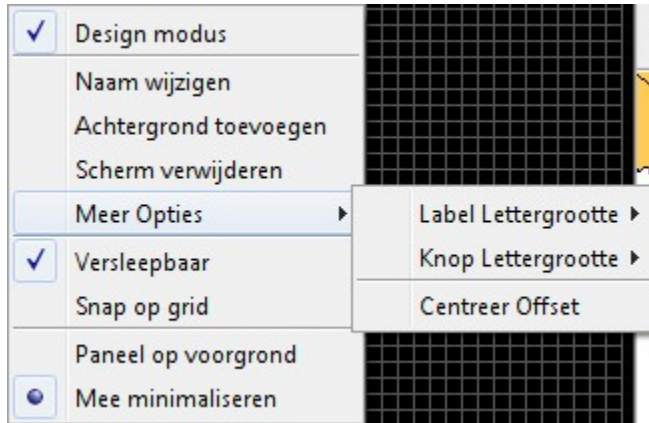 Design modus
Naam wijzigen
Achtergrond toevoegen
Scherm verwijderen
Meer Opties
Label Lettergrootte
Knop Lettergrootte
Centreer Offset
Versleepbaar
Snap op grid
Paneel op voorgrond
Mee minimaliseren